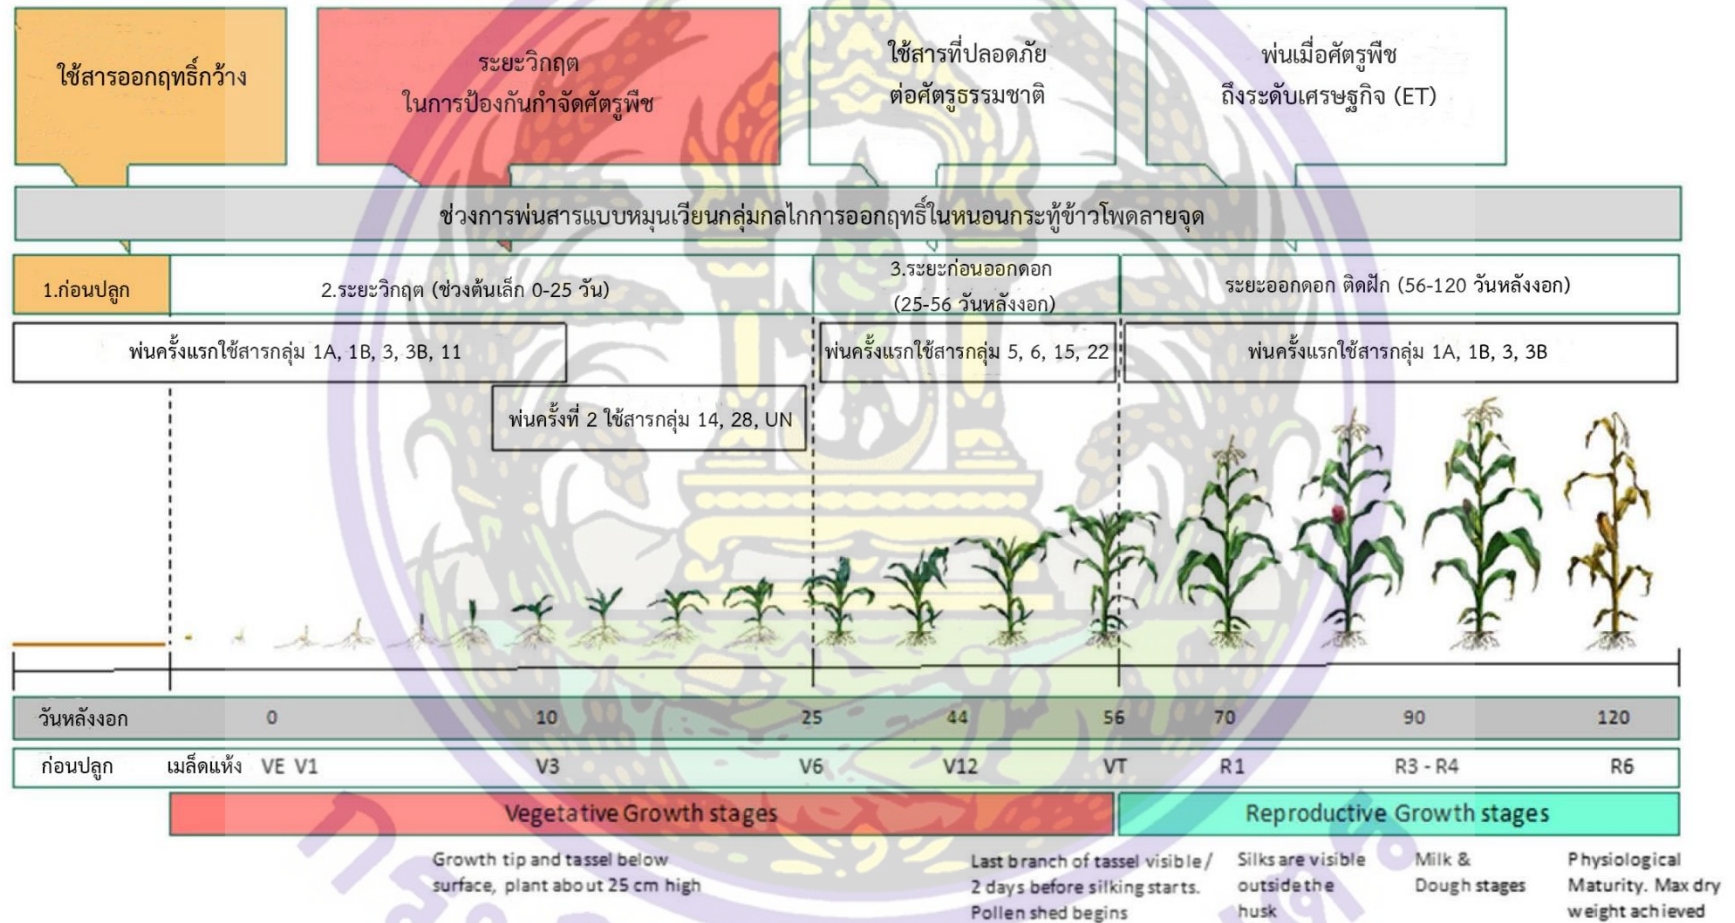 ใช้สารออกฤทธิ์กว้าง
ระยะวิกฤต
ในการป้องกันกำจัดศัตรูพืช
ใช้สารที่ปลอดภัย
ต่อศัตรูธรรมชาติ
พ่นเมื่อศัตรูพืช
ถึงระดับเศรษฐกิจ (ET)
ช่วงการพ่นสารแบบหมุนเวียนกลุ่มกลไกการออกฤทธิ์ในหนอนกระทู้ข้าวโพดลายจุด
1.ก่อนปลูก
2.ระยะวิกฤต (ช่วงต้นเล็ก 0-25 วัน)
3.ระยะก่อนออกดอก
(25-56 วันหลังงอก)
ระยะออกดอก ติดฝัก (56-120 วันหลังงอก)
พ่นครั้งแรกใช้สารกลุ่ม 1A, 1B, 3, 3B, 11
พ่นครั้งแรกใช้สารกลุ่ม 5, 6, 15, 22
พ่นครั้งแรกใช้สารกลุ่ม 1A, 1B, 3, 3B
พ่นครั้งที่ 2 ใช้สารกลุ่ม 14, 28, UN
วันหลังงอก 0 10 25 44 56 70 90 120
ก่อนปลูก เมล็ดแห้ง VE V1 V3 V6 V12 VT R1 R3 - R4 R6
Vegetative Growth stages
Reproductive Growth stages
Growth tip and tassel below
surface, plant about 25 cm high
Last branch of tassel visible /
2 days before silking starts.
Pollen shed begins
Silks are visible
outside the
husk
Milk &
Dough stages
Physiological
Maturity. Max dry
weight achieved